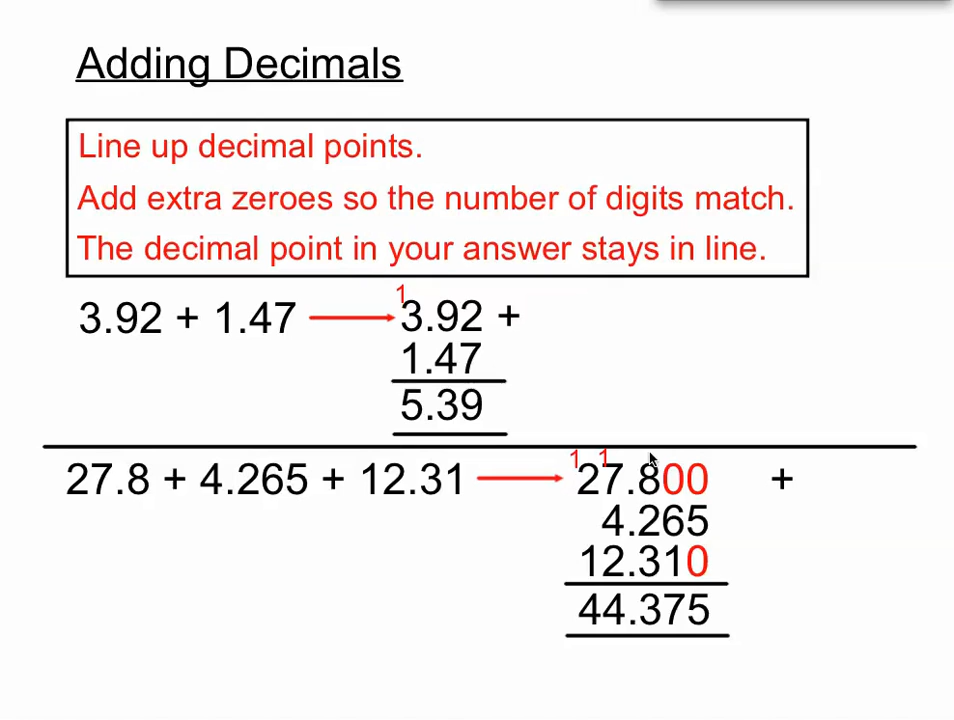 Adding Decimals
Line up decimal points.
Add extra zeroes so the number of digits match.
The decimal point in your answer stays in line.
1
3.92 + 1.47 3.92 +
1.47
5.39
1 1
27.8 + 4.265 + 12.31 27.800 +
4.265
12.310
44.375